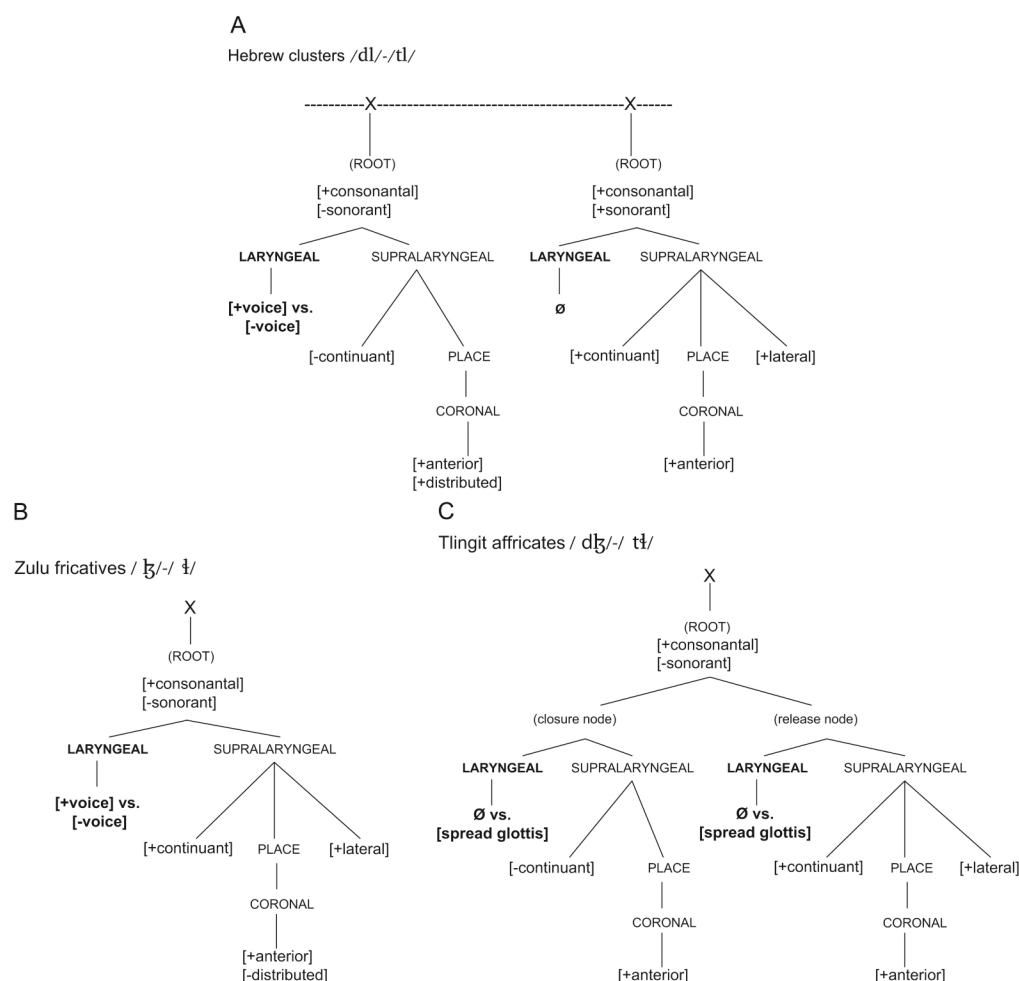 A
Hebrew clusters /dl/-/tl/
----------X-----------------------------------------X------
(ROOT) (ROOT)
[+consonantal] [+consonantal]
[-sonorant] [+sonorant]
LARYNGEAL SUPRALARYNGEAL LARYNGEAL SUPRALARYNGEAL
[+voice] vs. ø
[-voice]
[-continuant] PLACE [+continuant] PLACE [+lateral]
CORONAL CORONAL
[+anterior] [+anterior]
[+distributed]
B
Zulu fricatives / ɮ/-/ ɬ/
X
(ROOT)
[+consonantal]
[-sonorant]
LARYNGEAL SUPRALARYNGEAL
[+voice] vs.
[-voice]
[+continuant] PLACE [+lateral]
CORONAL
[+anterior]
[-distributed]
C
Tlingit affricates / dɮ/-/ tɬ/
X
(ROOT)
[+consonantal]
[-sonorant]
(closure node) (release node)
LARYNGEAL SUPRALARYNGEAL LARYNGEAL SUPRALARYNGEAL
Ø vs. Ø vs.
[spread glottis] [spread glottis]
[-continuant] PLACE [+continuant] PLACE [+lateral]
CORONAL CORONAL
[+anterior] [+anterior]